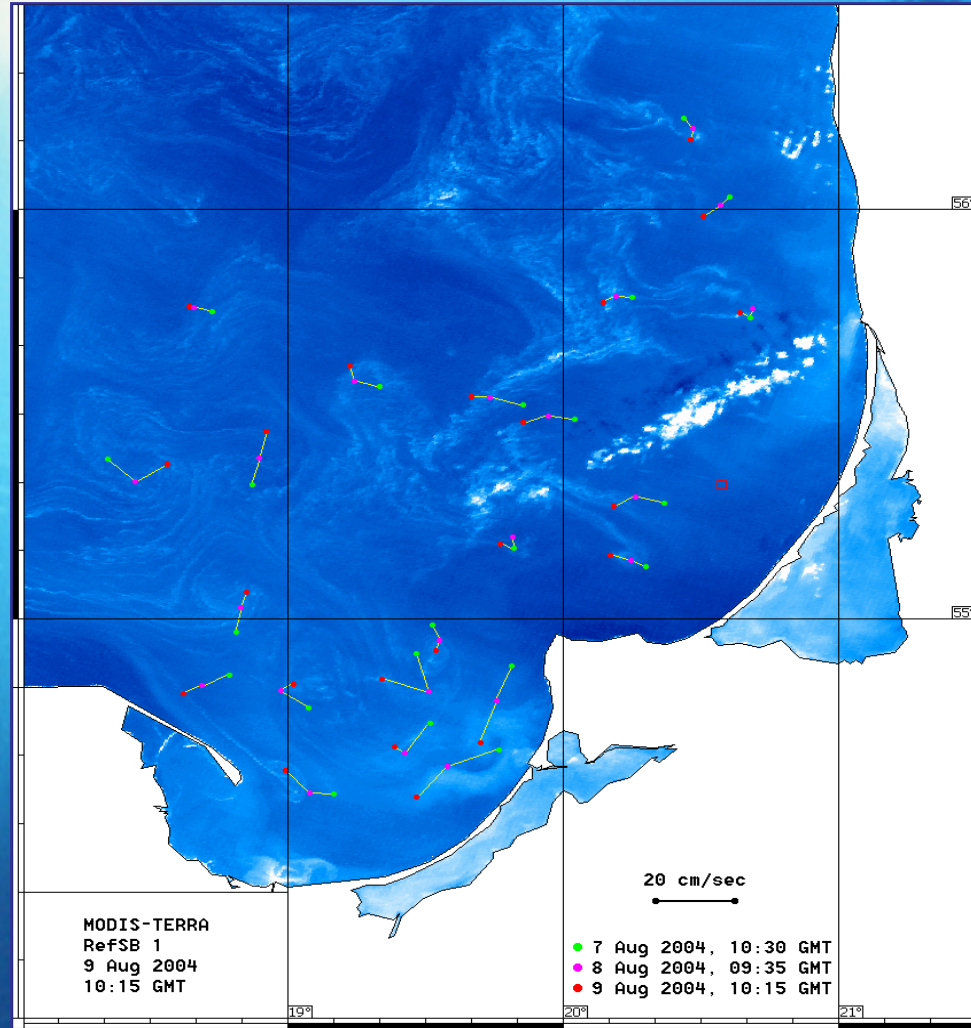 56°
55°
20 cm/sec
MODIS-TERRA
RefSB 1
9 Aug 2004
10:15 GMT
7 Aug 2004, 10:30 GMT
8 Aug 2004, 09:35 GMT
9 Aug 2004, 10:15 GMT
19°
20°
21°